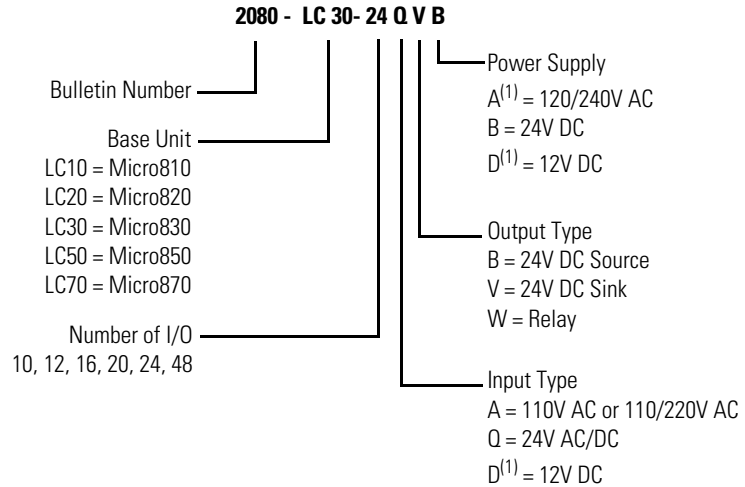 2080 - LC 30- 24 Q V B
Bulletin Number
Base Unit
LC10 = Micro810
LC20 = Micro820
LC30 = Micro830
LC50 = Micro850
LC70 = Micro870
Number of I/O
10, 12, 16, 20, 24, 48
Power Supply
A(1) = 120/240V AC
B = 24V DC
D(1) = 12V DC
Output Type
B = 24V DC Source
V = 24V DC Sink
W = Relay
Input Type
A = 110V AC or 110/220V AC
Q = 24V AC/DC
D(1) = 12V DC